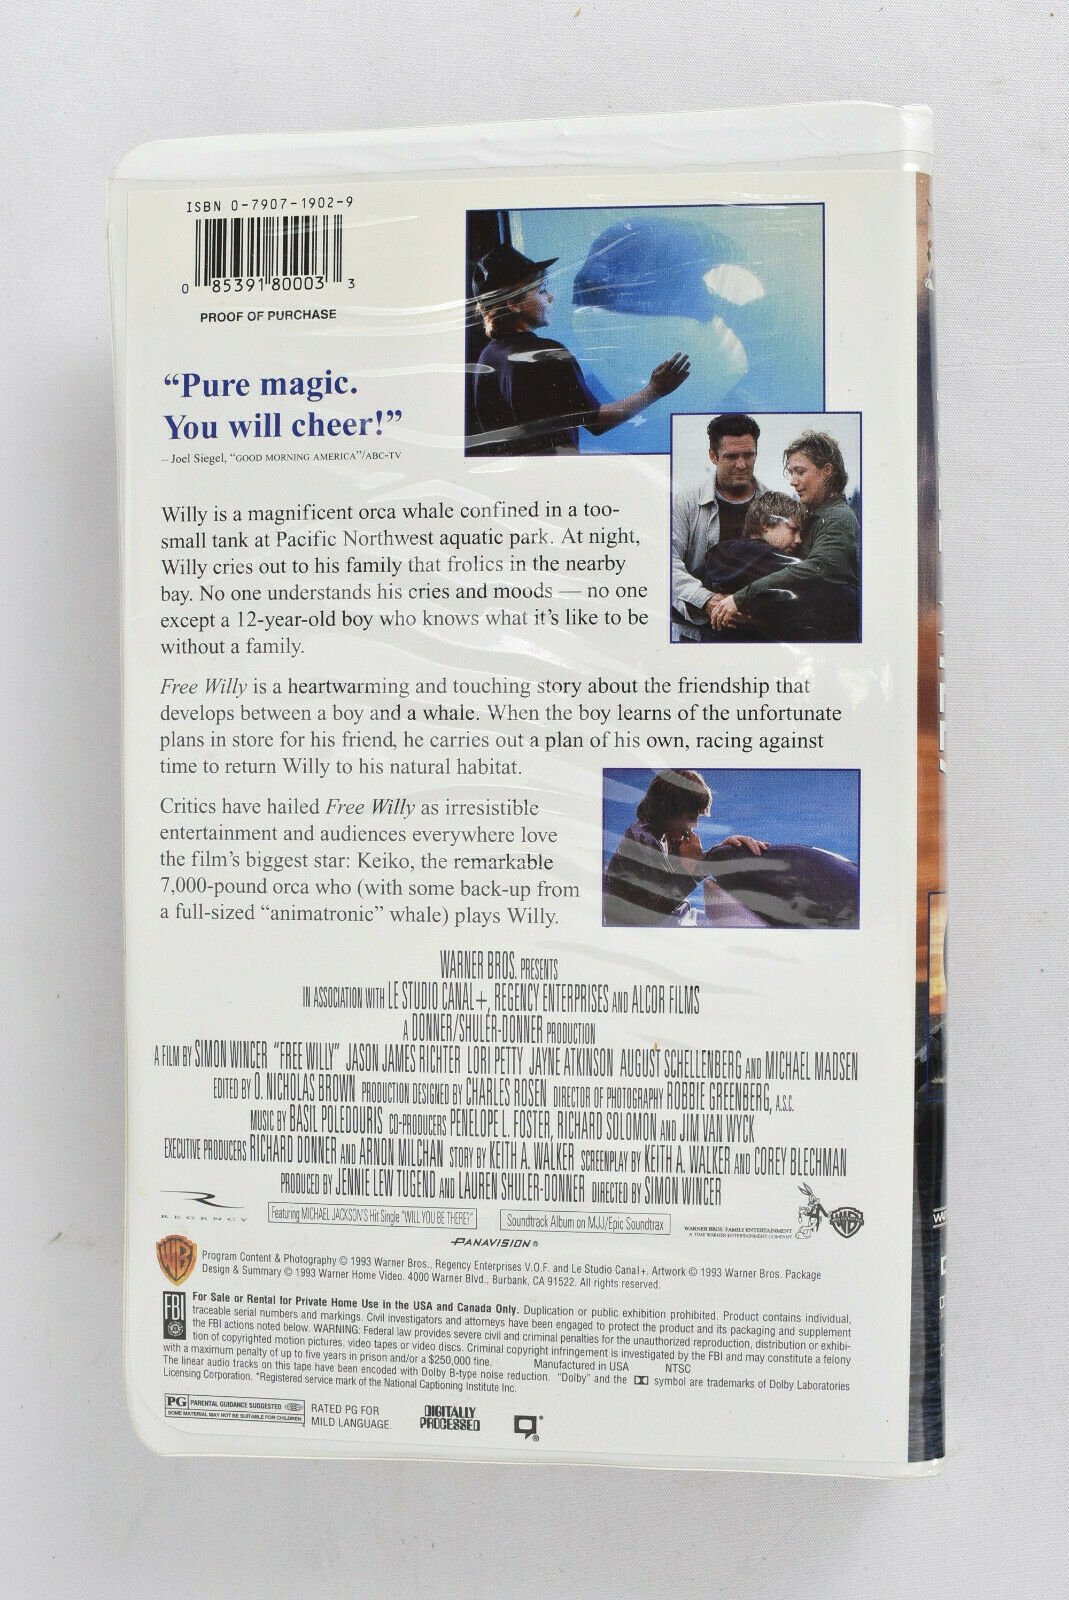 ISBN 0-7907-1902-9
0 85391 80003 3
PROOF OF PURCHASE
“Pure magic.
You will cheer!”
– Joel Siegel, “GOOD MORNING AMERICA”/ABC-TV
Willy is a magnificent orca whale confined in a too-
small tank at Pacific Northwest aquatic park. At night,
Willy cries out to his family that frolics in the nearby
bay. No one understands his cries and moods — no one
except a 12-year-old boy who knows what it’s like to be
without a family.
Free Willy is a heartwarming and touching story about the friendship that
develops between a boy and a whale. When the boy learns of the unfortunate
plans in store for his friend, he carries out a plan of his own, racing against
time to return Willy to his natural habitat.
Critics have hailed Free Willy as irresistible
entertainment and audiences everywhere love
the film’s biggest star: Keiko, the remarkable
7,000-pound orca who (with some back-up from
a full-sized “animatronic” whale) plays Willy.
WARNER BROS. PRESENTS
IN ASSOCIATION WITH LE STUDIO CANAL+, REGENCY ENTERPRISES AND ALCOR FILMS
A DONNER/SHULER-DONNER PRODUCTION
A FILM BY SIMON WINCER "FREE WILLY" JASON JAMES RICHTER LORI PETTY JAYNE ATKINSON AUGUST SCHELLENBERG AND MICHAEL MADSEN
EDITED BY O. NICHOLAS BROWN PRODUCTION DESIGNED BY CHARLES ROSEN DIRECTOR OF PHOTOGRAPHY ROBBIE GREENBERG, A.S.C.
MUSIC BY BASIL POLEDOURIS CO-PRODUCERS PENELOPE L. FOSTER, RICHARD SOLOMON AND JIM VAN WYCK
EXECUTIVE PRODUCERS RICHARD DONNER AND ARNON MILCHAN STORY BY KEITH A. WALKER SCREENPLAY BY KEITH A. WALKER AND COREY BLECHMAN
PRODUCED BY JENNIE LEW TUGEND AND LAUREN SHULER-DONNER DIRECTED BY SIMON WINCER
REGENCY
Featuring MICHAEL JACKSON'S Hit Single "WILL YOU BE THERE?"
Soundtrack Album on MJJ/Epic Soundtrax
WARNER BROS. FAMILY ENTERTAINMENT
A TIME WARNER ENTERTAINMENT COMPANY
PANAVISION®
WB
Program Content & Photography © 1993 Warner Bros., Regency Enterprises V.O.F. and Le Studio Canal+. Artwork © 1993 Warner Bros. Package
Design & Summary © 1993 Warner Home Video. 4000 Warner Blvd., Burbank, CA 91522. All rights reserved.
FBI
For Sale or Rental for Private Home Use in the USA and Canada Only. Duplication or public exhibition prohibited. Product contains individual,
traceable serial numbers and markings. Civil investigators and attorneys have been engaged to protect the product and its packaging and supplement
the FBI actions noted below. WARNING: Federal law provides severe civil and criminal penalties for the unauthorized reproduction, distribution or exhibi-
tion of copyrighted motion pictures, video tapes or video discs. Criminal copyright infringement is investigated by the FBI and may constitute a felony
with a maximum penalty of up to five years in prison and/or a $250,000 fine. Manufactured in USA NTSC
The linear audio tracks on this tape have been encoded with Dolby B-type noise reduction. "Dolby" and the symbol are trademarks of Dolby Laboratories
Licensing Corporation. *Registered service mark of the National Captioning Institute Inc.
PG PARENTAL GUIDANCE SUGGESTED
SOME MATERIAL MAY NOT BE SUITABLE FOR CHILDREN
RATED PG FOR
MILD LANGUAGE.
DIGITALLY
PROCESSED